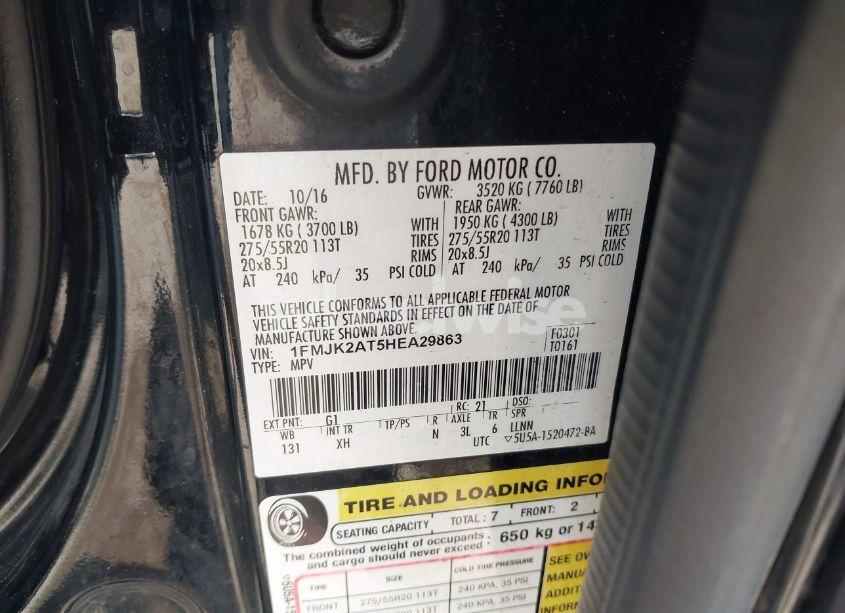 MFD. BY FORD MOTOR CO.
DATE: 10/16 GVWR: 3520 KG ( 7760 LB)
FRONT GAWR: REAR GAWR:
1678 KG ( 3700 LB) WITH 1950 KG ( 4300 LB) WITH
275/55R20 113T TIRES 275/55R20 113T TIRES
20x8.5J RIMS 20x8.5J RIMS
AT 240 kPa/ 35 PSI COLD AT 240 kPa/ 35 PSI COLD
THIS VEHICLE CONFORMS TO ALL APPLICABLE FEDERAL MOTOR
VEHICLE SAFETY STANDARDS IN EFFECT ON THE DATE OF
MANUFACTURE SHOWN ABOVE.
VIN: 1FMJK2AT5HEA29863 F0301
TYPE: MPV T0161
EXT PNT: G1 RC: 21 DSO:
WB INT TR TP/PS R AXLE TR SPR
131 XH N 3L 6 LLNN
UTC ▽5U5A-1520472-BA
TIRE AND LOADING
SEATING CAPACITY TOTAL : 7 FRONT: 2
The combined weight of occupants
and cargo should never exceed : 650 kg or
TIRE SIZE COLD TIRE PRESSURE SEE
FRONT 275/55R20 113T 240 KPA, 35 PSI